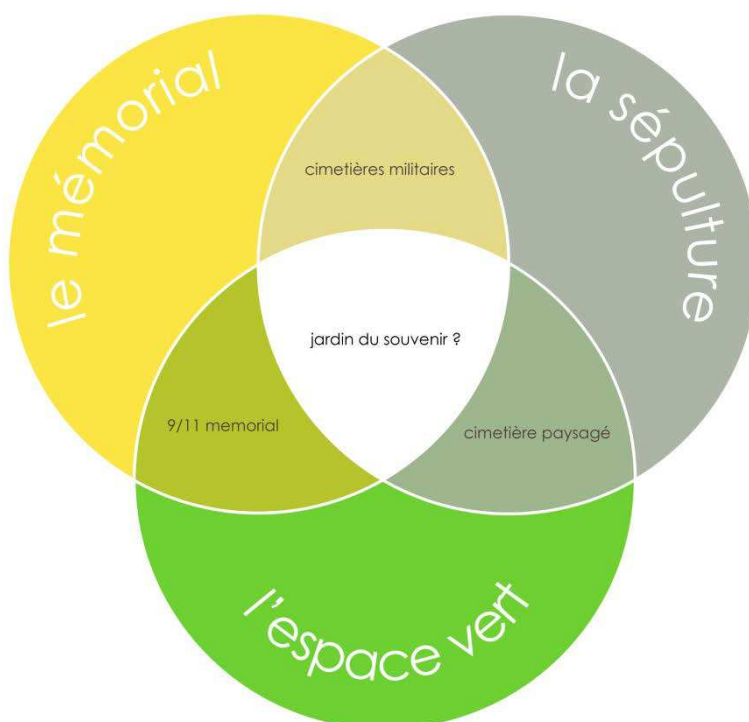 le mémorial
la sépulture
cimetières militaires
jardin du souvenir ?
9/11 memorial
cimetière paysagé
l'espace vert